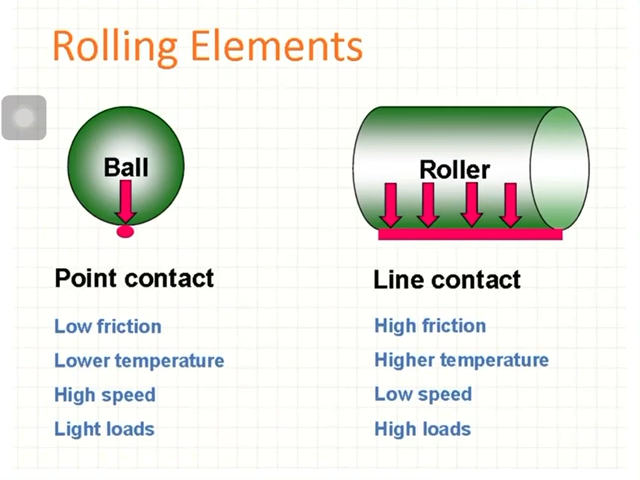 Rolling Elements
Ball
Roller
Point contact
Line contact
Low friction
Lower temperature
High speed
Light loads
High friction
Higher temperature
Low speed
High loads